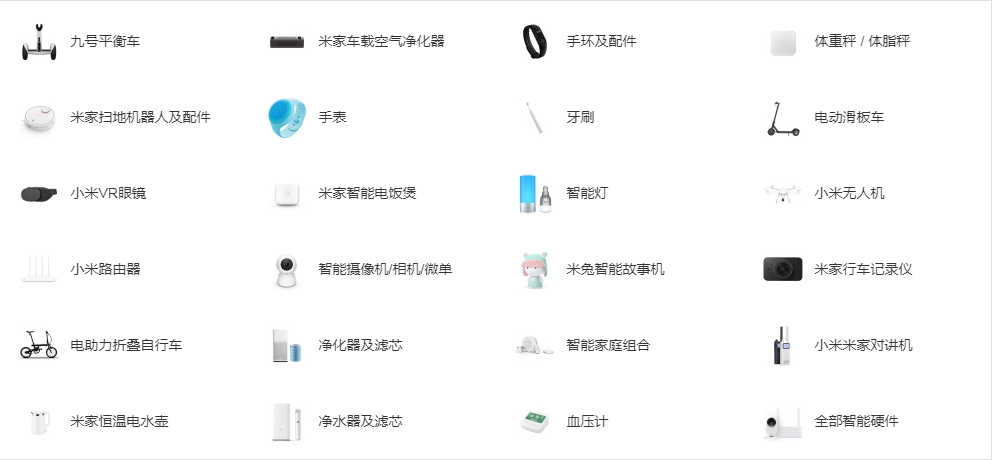 九号平衡车
米家车载空气净化器
手环及配件
体重秤 / 体脂秤
米家扫地机器人及配件
手表
牙刷
电动滑板车
小米VR眼镜
米家智能电饭煲
智能灯
小米无人机
小米路由器
智能摄像机/相机/微单
米兔智能故事机
米家行车记录仪
电助力折叠自行车
净化器及滤芯
智能家庭组合
小米米家对讲机
米家恒温电水壶
净水器及滤芯
血压计
全部智能硬件